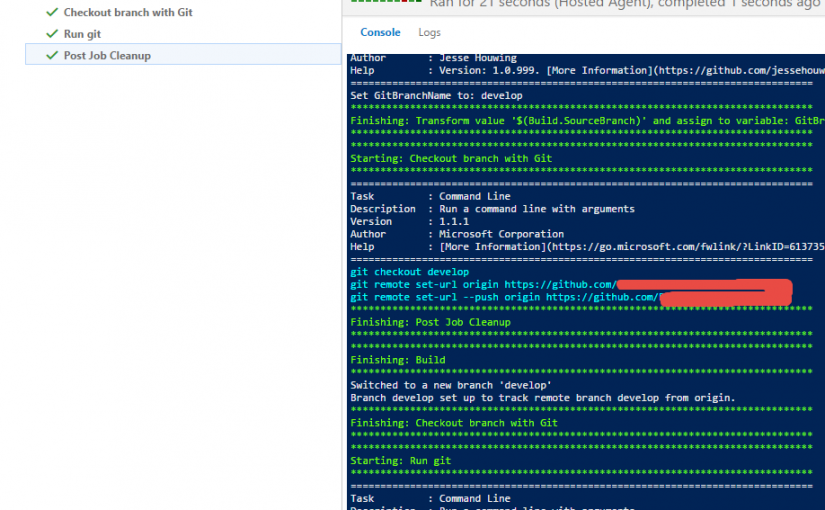 Checkout branch with Git
Run git
Post Job Cleanup
Ran for 21 seconds (Hosted Agent), completed 1 seconds ago
Console Logs
Author : Jesse Houwing
Help : Version: 1.0.999. [More Information](https://github.com/jessehouw
==============================================================================
Set GitBranchName to: develop
******************************************************************************
Finishing: Transform value '$(Build.SourceBranch)' and assign to variable: GitBr
******************************************************************************
******************************************************************************
Starting: Checkout branch with Git
******************************************************************************
==============================================================================
Task : Command Line
Description : Run a command line with arguments
Version : 1.1.1
Author : Microsoft Corporation
Help : [More Information](https://go.microsoft.com/fwlink/?LinkID=613735
==============================================================================
git checkout develop
git remote set-url origin https://github.com/
git remote set-url --push origin https://github.com/
******************************************************************************
Finishing: Post Job Cleanup
******************************************************************************
******************************************************************************
Finishing: Build
******************************************************************************
Switched to a new branch 'develop'
Branch develop set up to track remote branch develop from origin.
******************************************************************************
Finishing: Checkout branch with Git
******************************************************************************
******************************************************************************
Starting: Run git
******************************************************************************
==============================================================================
Task : Command Line
Description : Run a command line with arguments